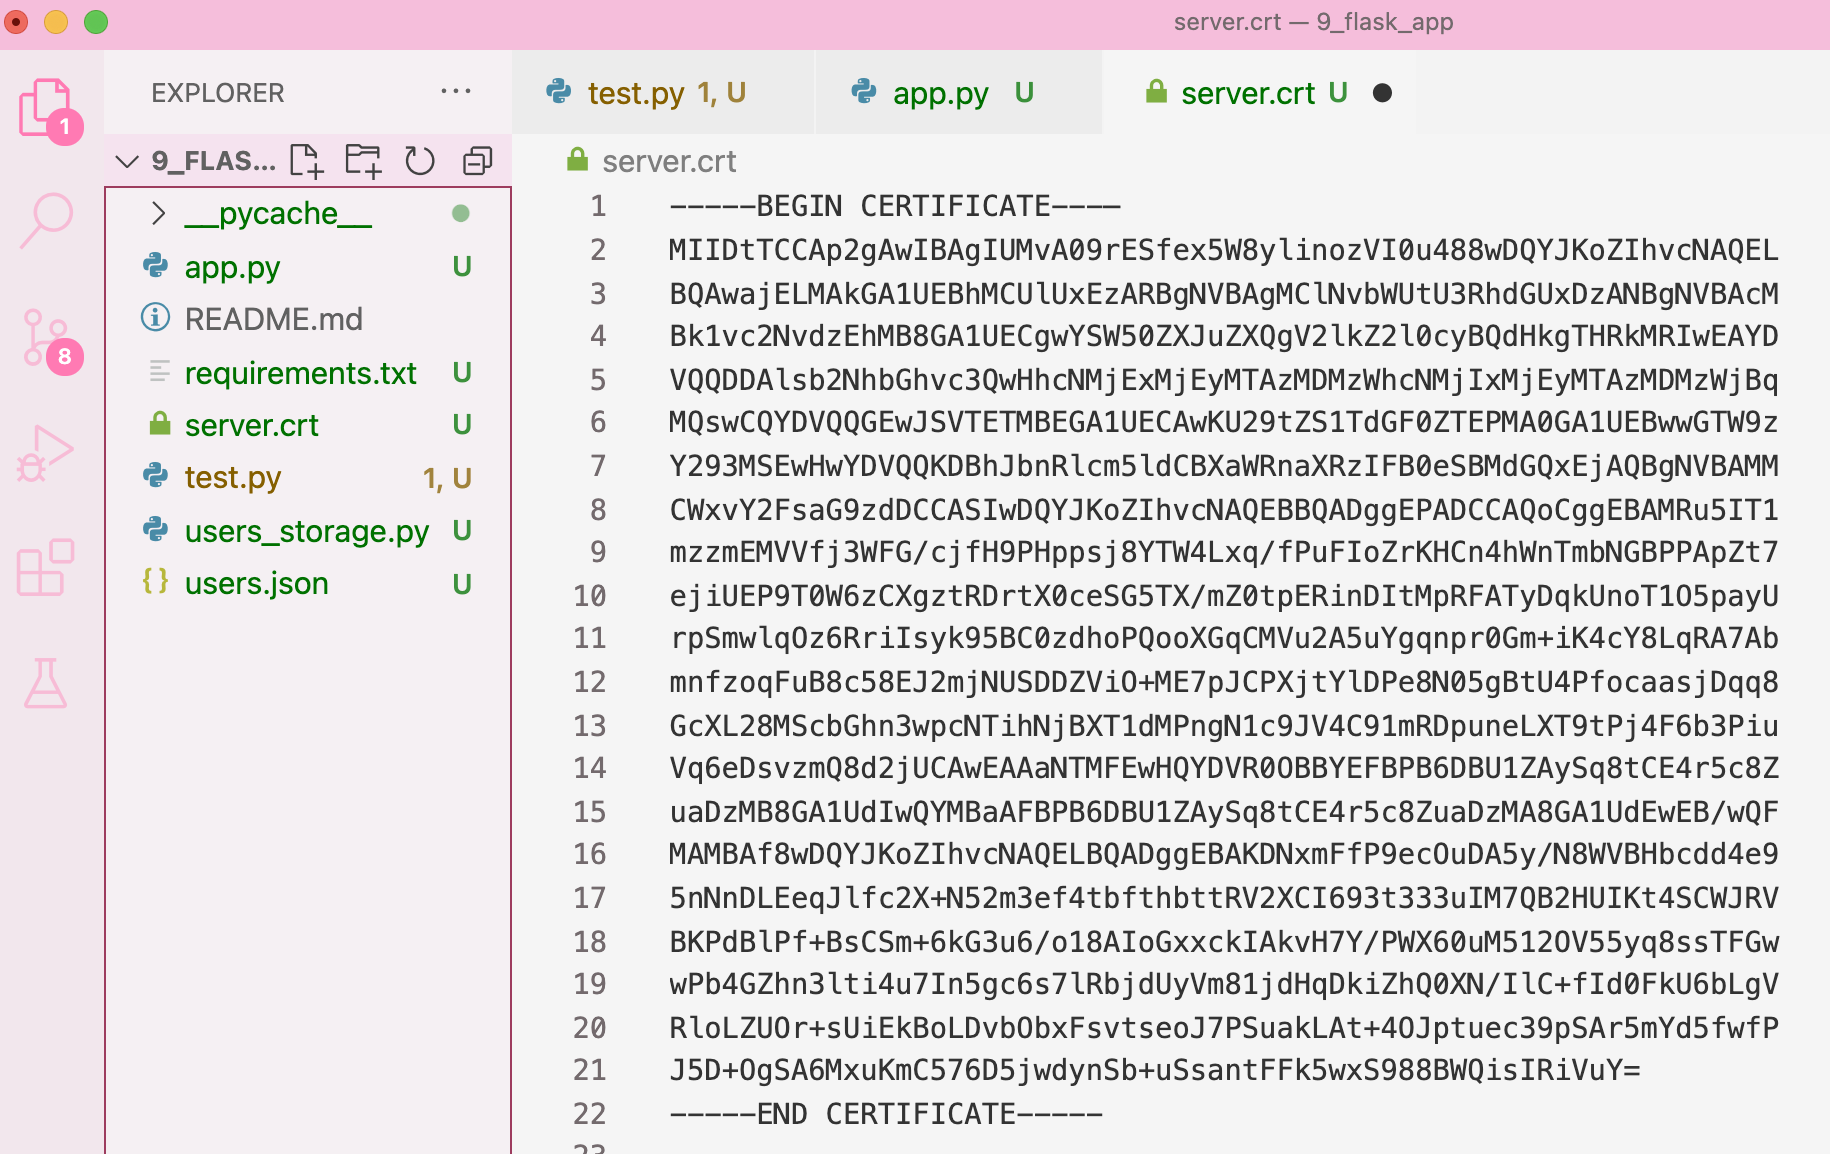 server.crt — 9_flask_app
EXPLORER ...
test.py 1, U
app.py U
server.crt U
1
9_FLAS...
server.crt
__pycache__
app.py U
README.md
8
requirements.txt U
server.crt U
test.py 1, U
users_storage.py U
users.json U
1 -----BEGIN CERTIFICATE----
2 MIIDtTCCAp2gAwIBAgIUMvA09rESfex5W8ylinozVI0u488wDQYJKoZIhvcNAQEL
3 BQAwajELMAkGA1UEBhMCUlUxEzARBgNVBAgMClNvbWUtU3RhdGUxDzANBgNVBAcM
4 Bk1vc2NvdzEhMB8GA1UECgwYSW50ZXJuZXQgV2lkZ2l0cyBQdHkgTHRkMRIwEAYD
5 VQQDDAlsb2NhbGhvc3QwHhcNMjExMjEyMTAzMDMzWhcNMjIxMjEyMTAzMDMzWjBq
6 MQswCQYDVQQGEwJSVTETMBEGA1UECAwKU29tZS1TdGF0ZTEPMA0GA1UEBwwGTW9z
7 Y293MSEwHwYDVQQKDBhJbnRlcm5ldCBXaWRnaXRzIFB0eSBMdGQxEjAQBgNVBAMM
8 CWxvY2FsaG9zdDCCASIwDQYJKoZIhvcNAQEBBQADggEPADCCAQoCggEBAMRu5IT1
9 mzzmEMVVfj3WFG/cjfH9PHppsj8YTW4Lxq/fPuFIoZrKHCn4hWnTmbNGBPPApZt7
10 ejiUEP9T0W6zCXgztRDrtX0ceSG5TX/mZ0tpERinDItMpRFATyDqkUnoT1O5payU
11 rpSmwlqOz6RriIsyk95BC0zdhoPQooXGqCMVu2A5uYgqnpr0Gm+iK4cY8LqRA7Ab
12 mnfzoqFuB8c58EJ2mjNUSDDZViO+ME7pJCPXjtYlDPe8N05gBtU4PfocaasjDqq8
13 GcXL28MScbGhn3wpcNTihNjBXT1dMPngN1c9JV4C91mRDpuneLXT9tPj4F6b3Piu
14 Vq6eDsvzmQ8d2jUCAwEAAaNTMFEwHQYDVR0OBBYEFBPB6DBU1ZAySq8tCE4r5c8Z
15 uaDzMB8GA1UdIwQYMBaAFBPB6DBU1ZAySq8tCE4r5c8ZuaDzMA8GA1UdEwEB/wQF
16 MAMBAf8wDQYJKoZIhvcNAQELBQADggEBAKDNxmFfP9ecOuDA5y/N8WVBHbcdd4e9
17 5nNnDLEeqJlfc2X+N52m3ef4tbfthbttRV2XCI693t333uIM7QB2HUIKt4SCWJRV
18 BKPdBlPf+BsCSm+6kG3u6/o18AIoGxxckIAkvH7Y/PWX60uM512OV55yq8ssTFGw
19 wPb4GZhn3lti4u7In5gc6s7lRbjdUyVm81jdHqDkiZhQ0XN/IlC+fId0FkU6bLgV
20 RloLZUOr+sUiEkBoLDvbObxFsvtseoJ7PSuakLAt+4OJptuec39pSAr5mYd5fwfP
21 J5D+OgSA6MxuKmC576D5jwdynSb+uSsantFFk5wxS988BWQisIRiVuY=
22 -----END CERTIFICATE-----
23